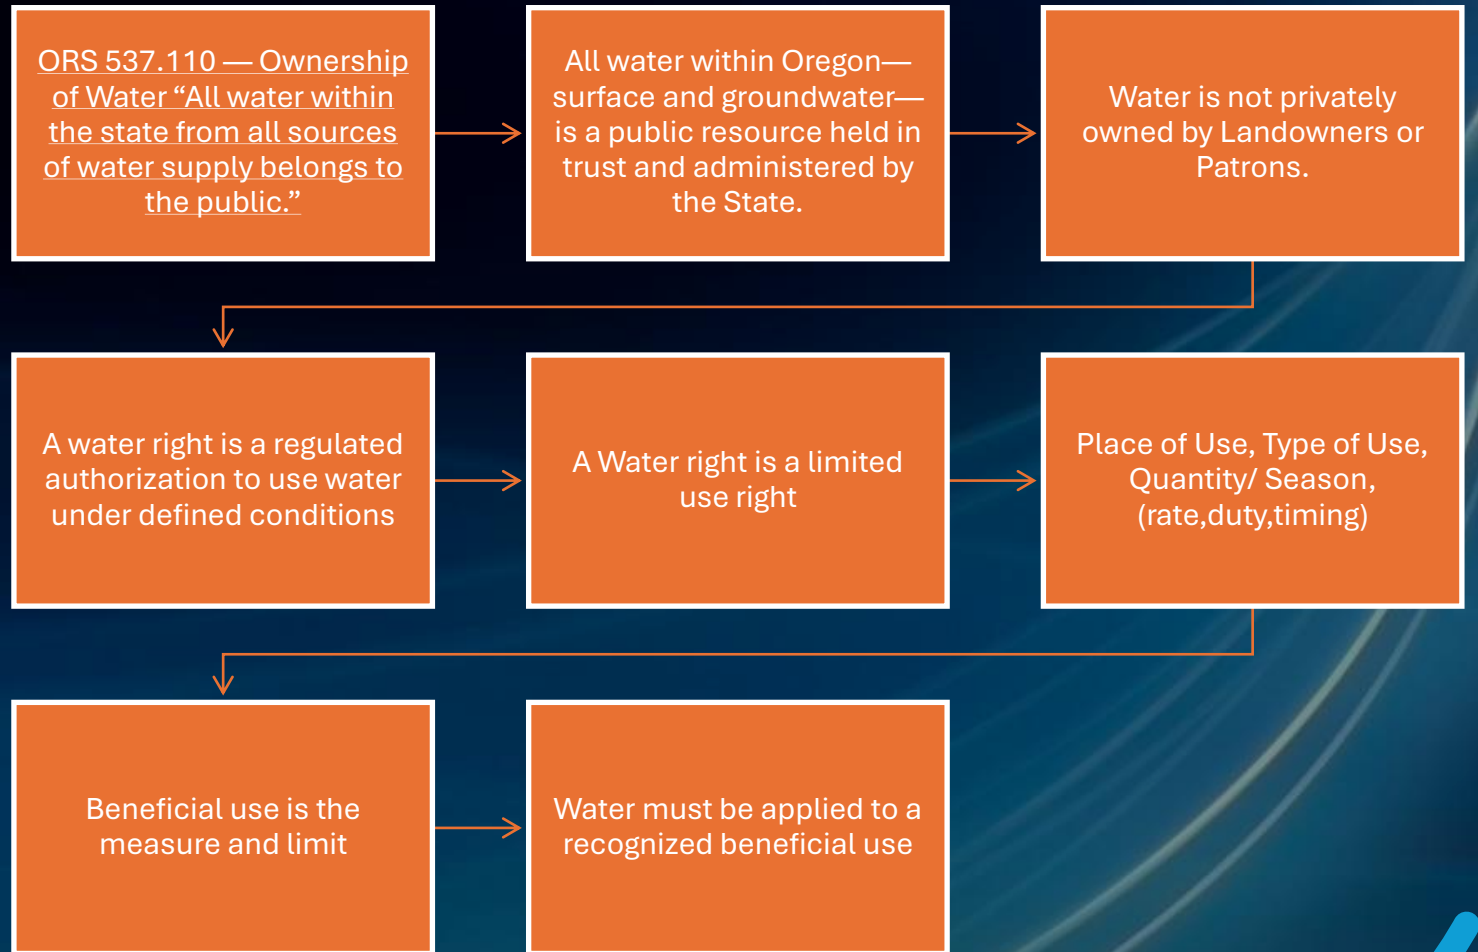 ORS 537.110 — Ownership
of Water “All water within
the state from all sources
of water supply belongs to
the public.”
All water within Oregon—
surface and groundwater—
is a public resource held in
trust and administered by
the State.
Water is not privately
owned by Landowners or
Patrons.
A water right is a regulated
authorization to use water
under defined conditions
A Water right is a limited
use right
Place of Use, Type of Use,
Quantity/ Season,
(rate,duty,timing)
Beneficial use is the
measure and limit
Water must be applied to a
recognized beneficial use